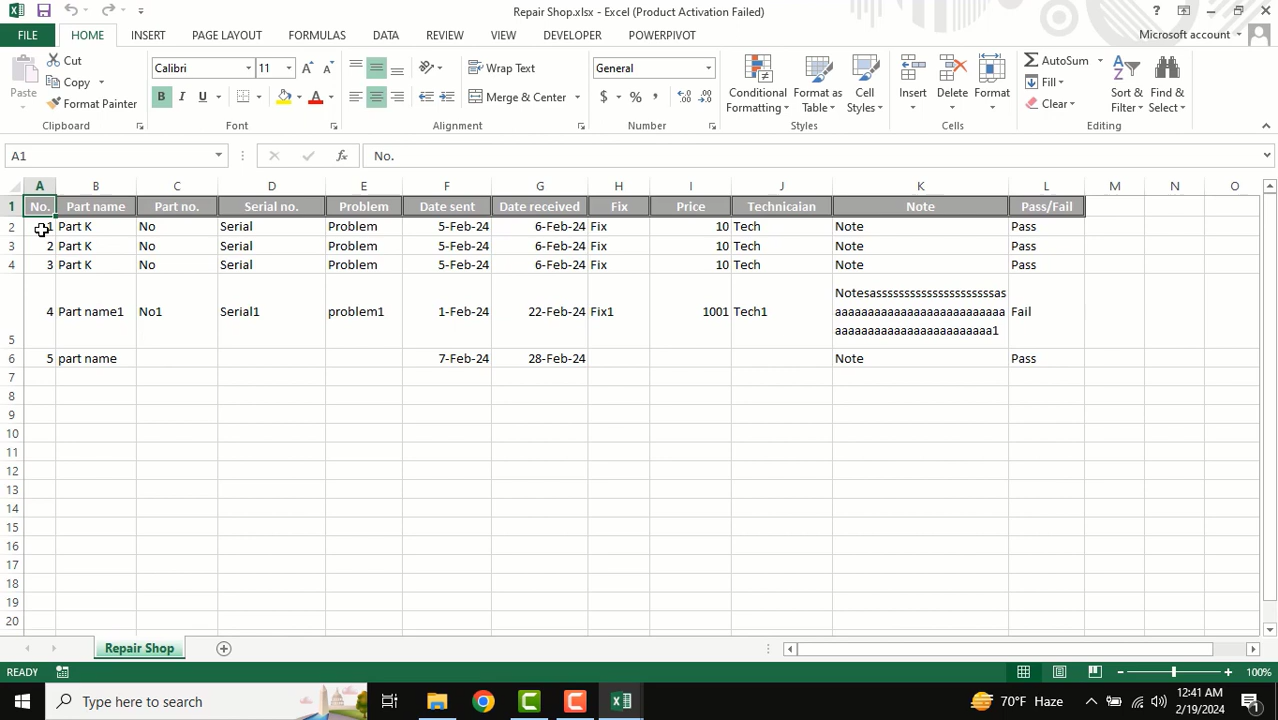 Repair Shop.xlsx - Excel (Product Activation Failed)
FILE HOME INSERT PAGE LAYOUT FORMULAS DATA REVIEW VIEW DEVELOPER POWERPIVOT Microsoft account
Paste Cut Copy Format Painter
Calibri 11 B I U A
Wrap Text Merge & Center
General $ % ,
Conditional Formatting Format as Table Cell Styles
Insert Delete Format
AutoSum Fill Clear Sort & Filter Find & Select
Clipboard Font Alignment Number Styles Cells Editing
A1 fx No.
A B C D E F G H I J K L M N O
1 No. Part name Part no. Serial no. Problem Date sent Date received Fix Price Technicaian Note Pass/Fail
2 1 Part K No Serial Problem 5-Feb-24 6-Feb-24 Fix 10 Tech Note Pass
3 2 Part K No Serial Problem 5-Feb-24 6-Feb-24 Fix 10 Tech Note Pass
4 3 Part K No Serial Problem 5-Feb-24 6-Feb-24 Fix 10 Tech Note Pass
5 4 Part name1 No1 Serial1 problem1 1-Feb-24 22-Feb-24 Fix1 1001 Tech1 Fail
6 5 part name 7-Feb-24 28-Feb-24 Note Pass
7
8
9
10
11
12
13
14
15
16
17
18
19
20
Repair Shop
READY 100%
Type here to search 70°F Haze 12:41 AM
2/19/2024